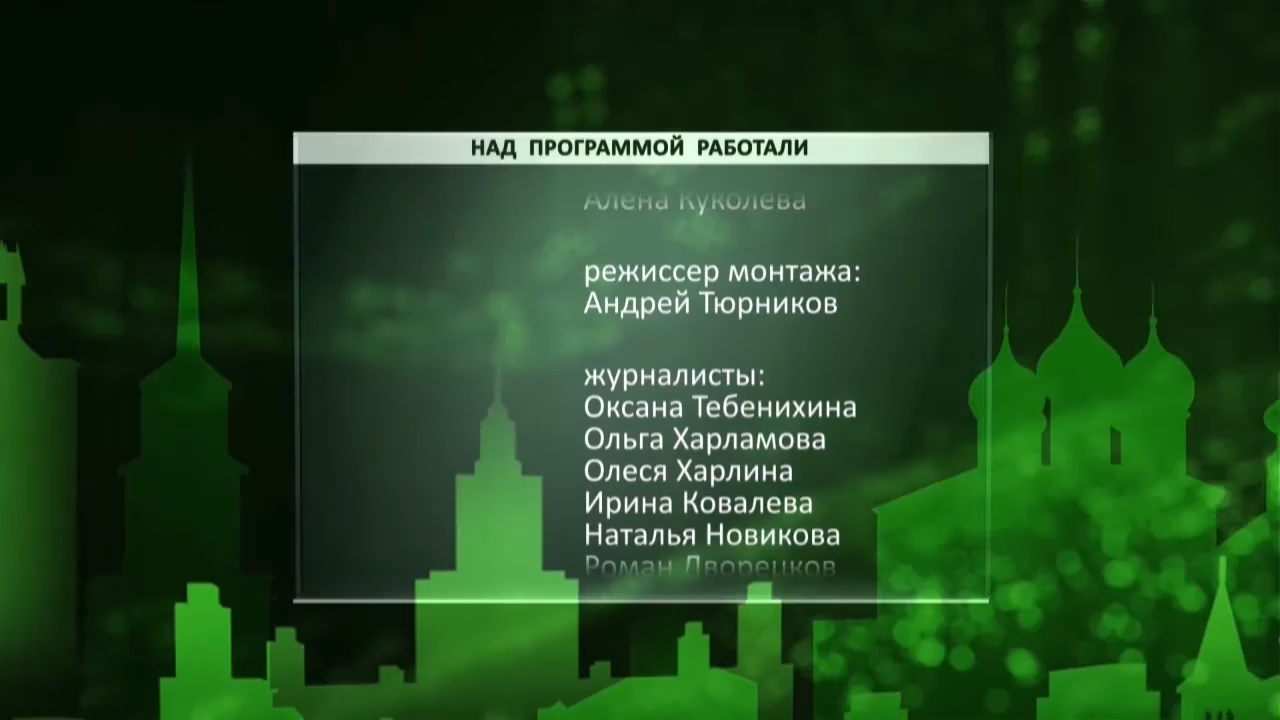 НАД ПРОГРАММОЙ РАБОТАЛИ
Алена Куколева
режиссер монтажа:
Андрей Тюрников
журналисты:
Оксана Тебенихина
Ольга Харламова
Олеся Харлина
Ирина Ковалева
Наталья Новикова
Роман Дворецков